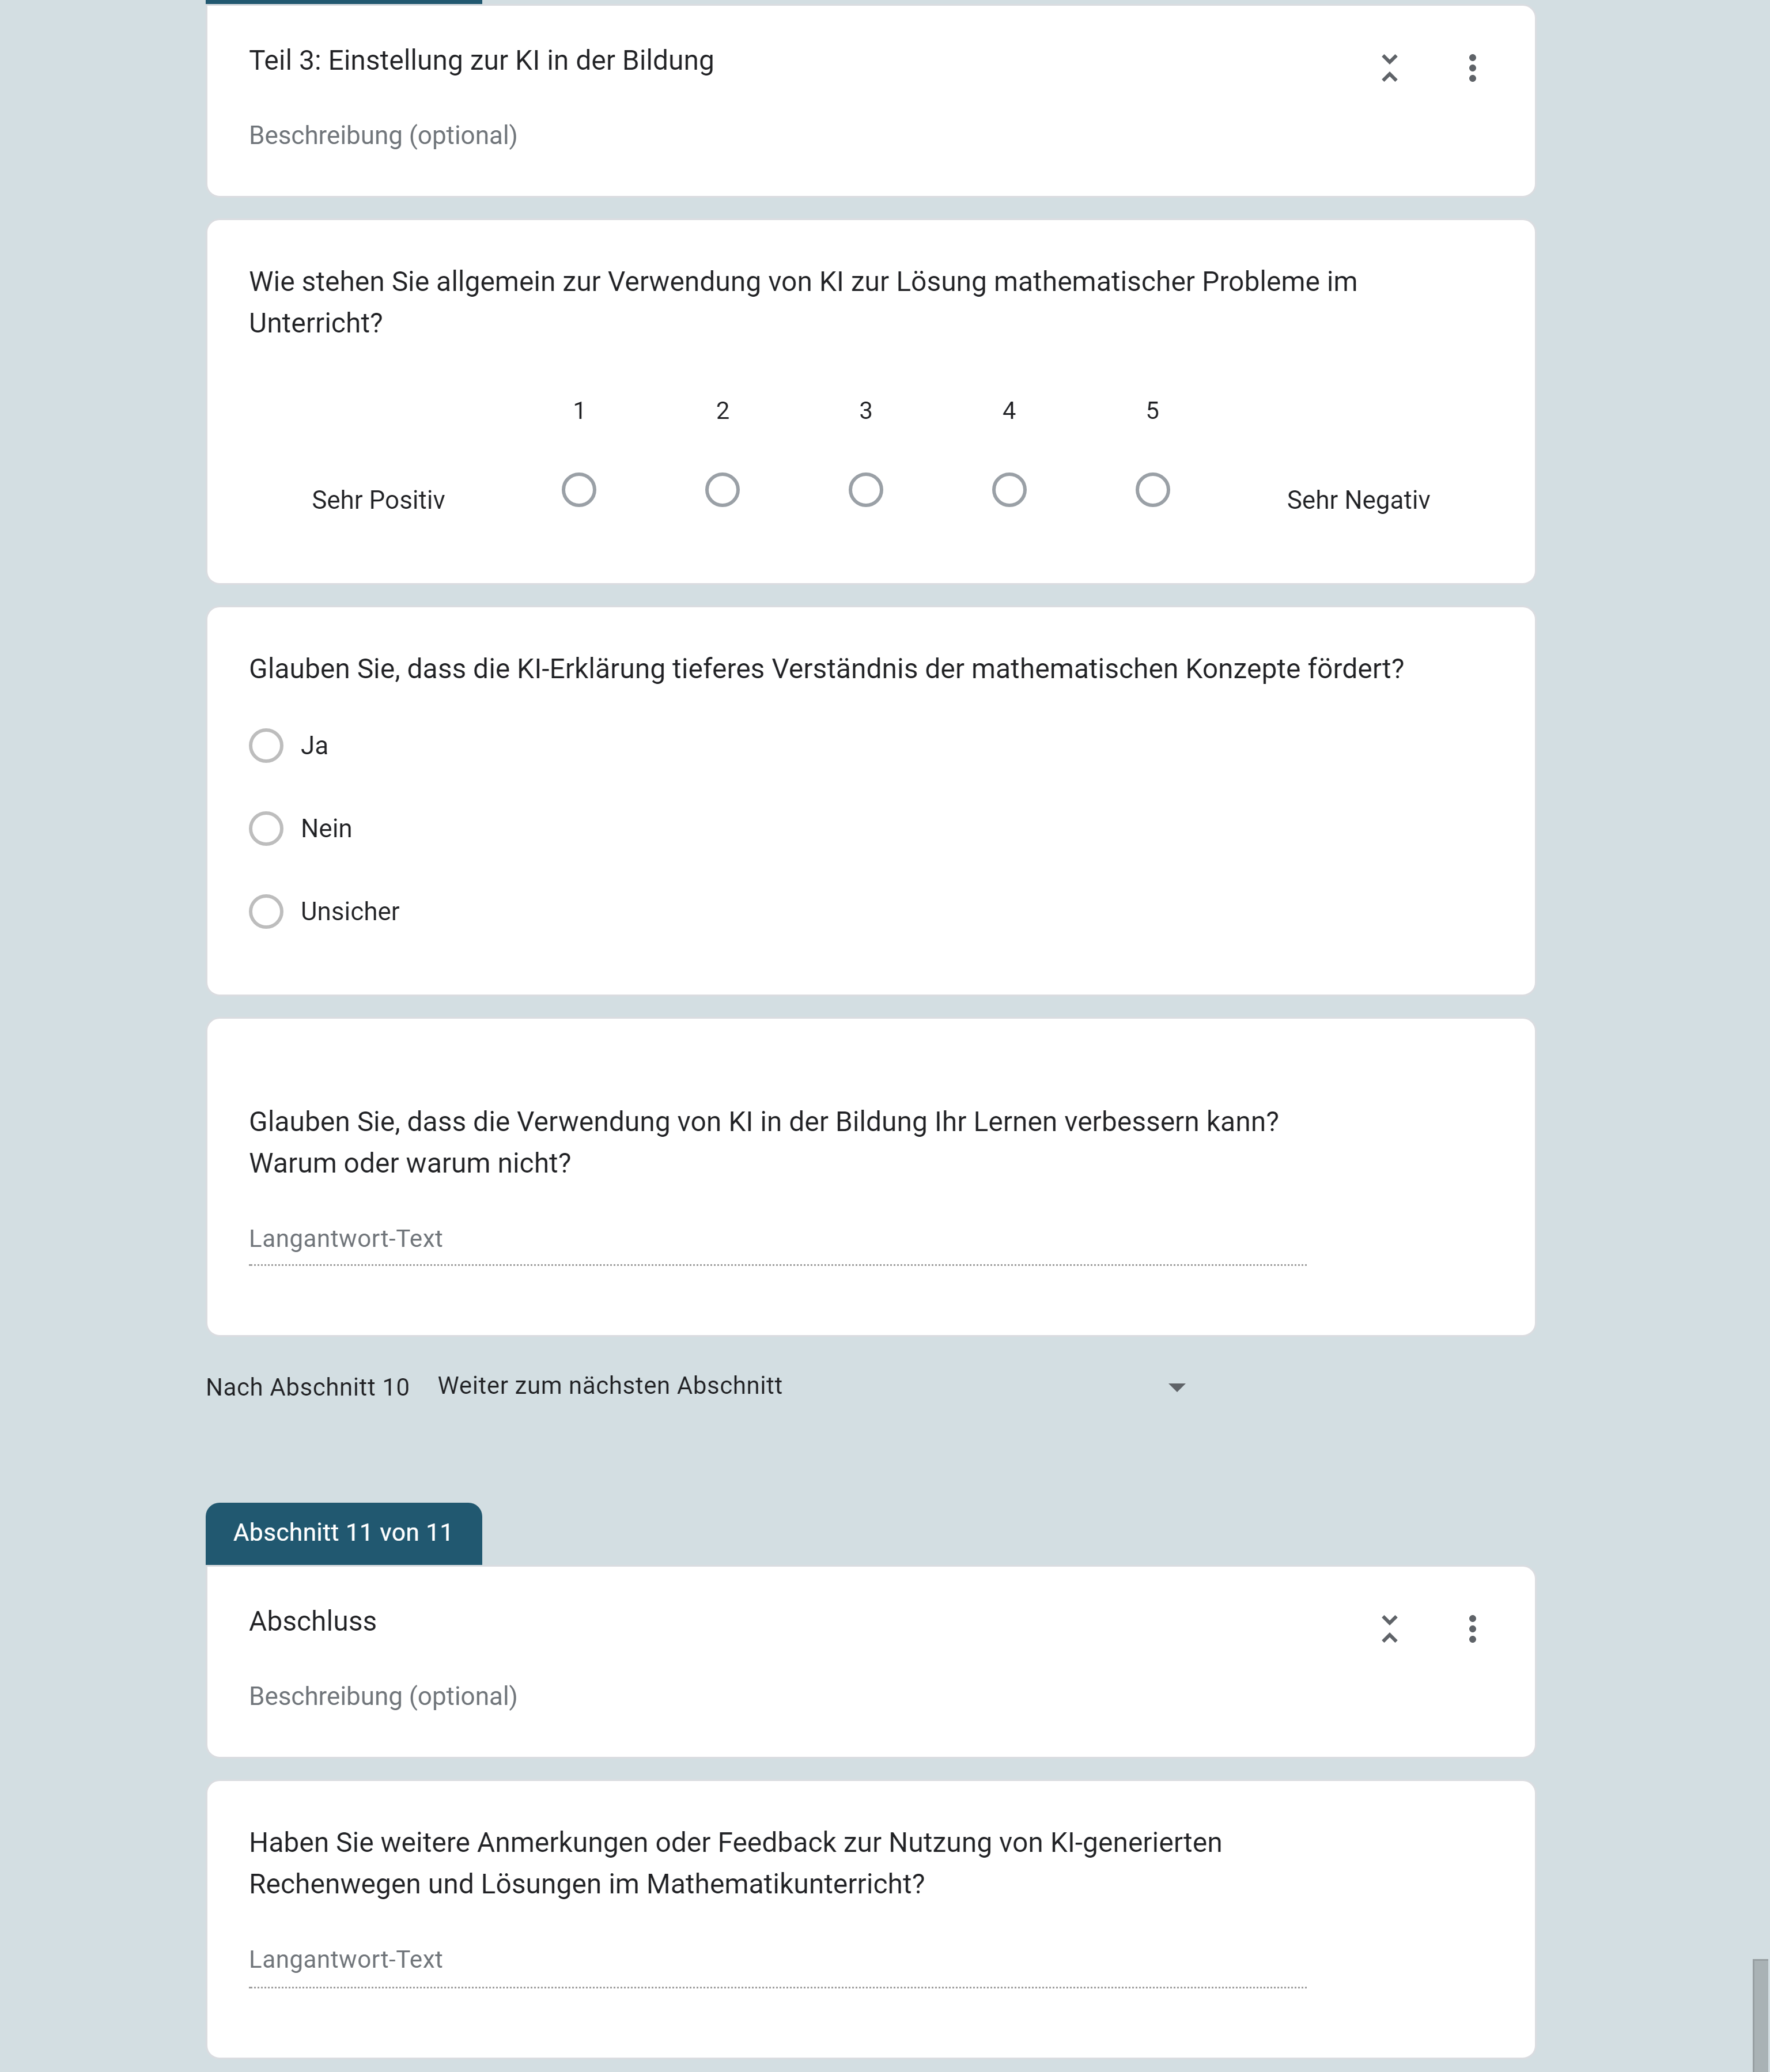 Teil 3: Einstellung zur KI in der Bildung
Beschreibung (optional)
Wie stehen Sie allgemein zur Verwendung von KI zur Lösung mathematischer Probleme im
Unterricht?
1 2 3 4 5
Sehr Positiv Sehr Negativ
Glauben Sie, dass die KI-Erklärung tieferes Verständnis der mathematischen Konzepte fördert?
Ja
Nein
Unsicher
Glauben Sie, dass die Verwendung von KI in der Bildung Ihr Lernen verbessern kann?
Warum oder warum nicht?
Langantwort-Text
Nach Abschnitt 10 Weiter zum nächsten Abschnitt
Abschnitt 11 von 11
Abschluss
Beschreibung (optional)
Haben Sie weitere Anmerkungen oder Feedback zur Nutzung von KI-generierten
Rechenwegen und Lösungen im Mathematikunterricht?
Langantwort-Text